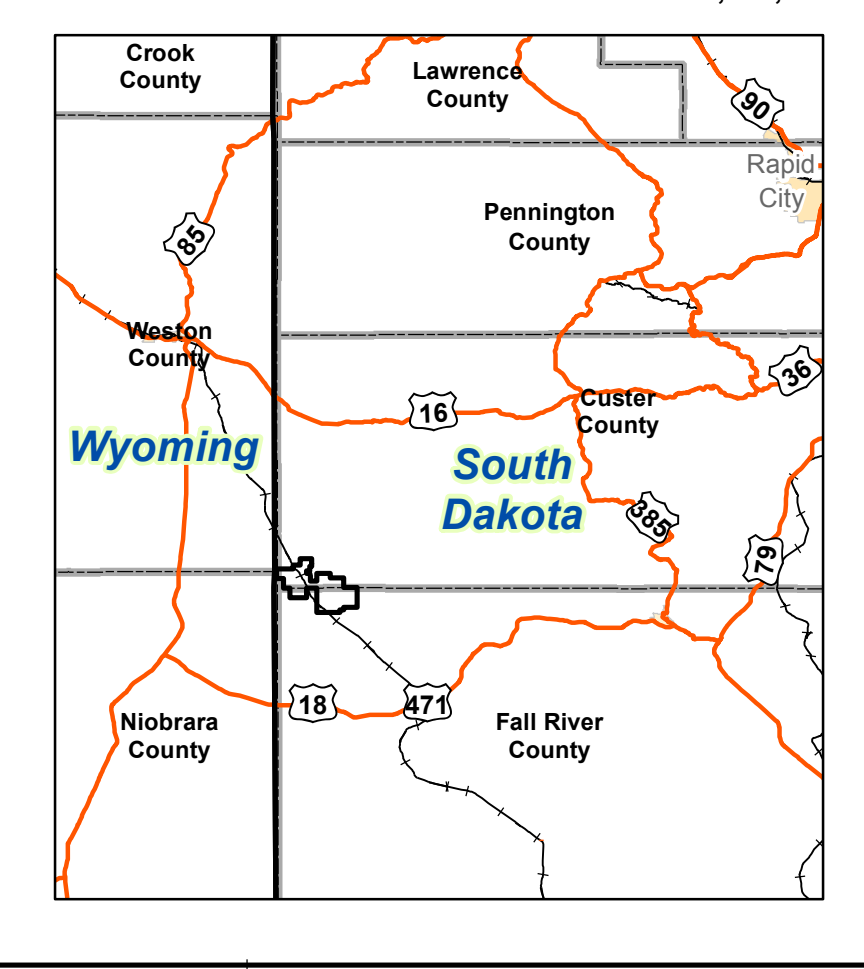 Crook
County
Lawrence
County
90
Rapid
City
Pennington
County
85
Weston
County
36
16
Custer
County
Wyoming
South
Dakota
385
79
18
471
Niobrara
County
Fall River
County